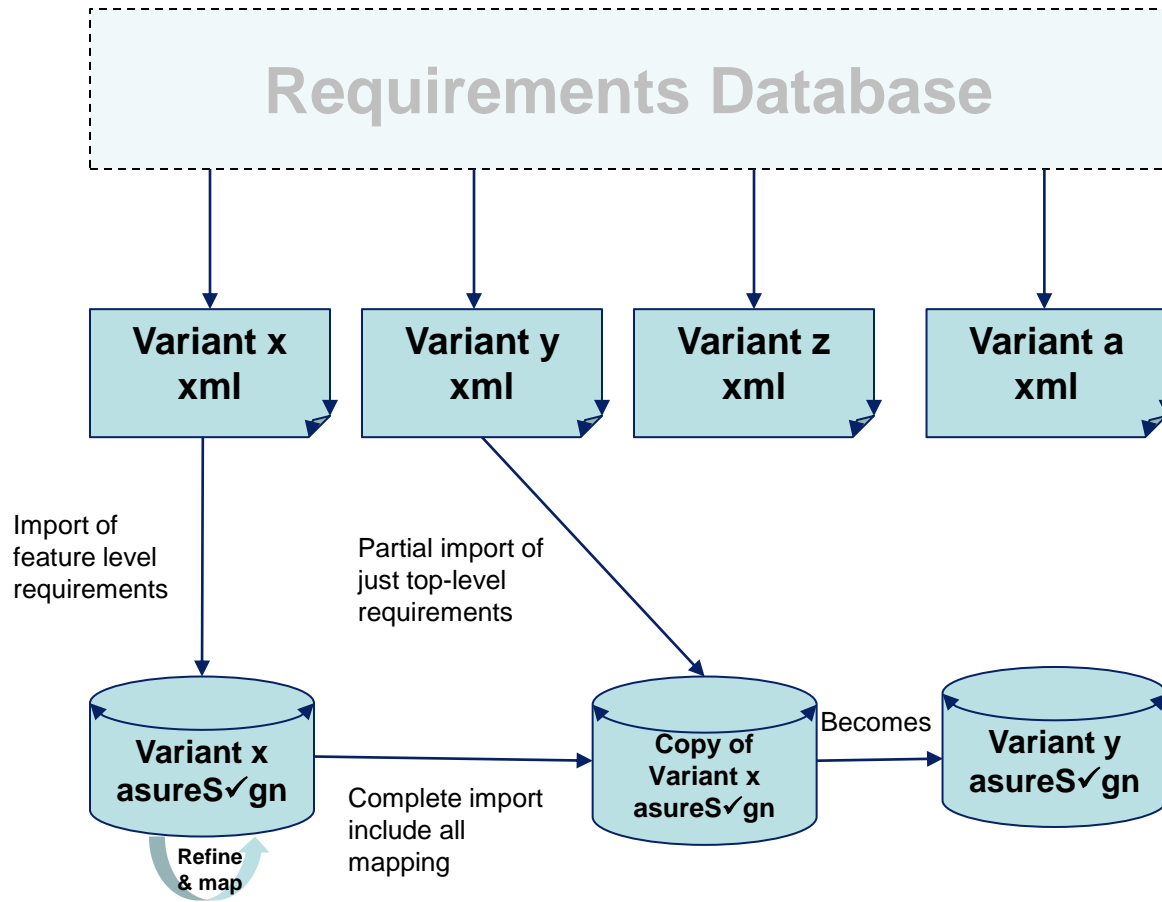 Requirements Database
Variant x
xml
Variant y
xml
Variant z
xml
Variant a
xml
Import of
feature level
requirements
Partial import of
just top-level
requirements
Variant x
asureS✓gn
Refine
& map
Complete import
include all
mapping
Copy of
Variant x
asureS✓gn
Becomes
Variant y
asureS✓gn